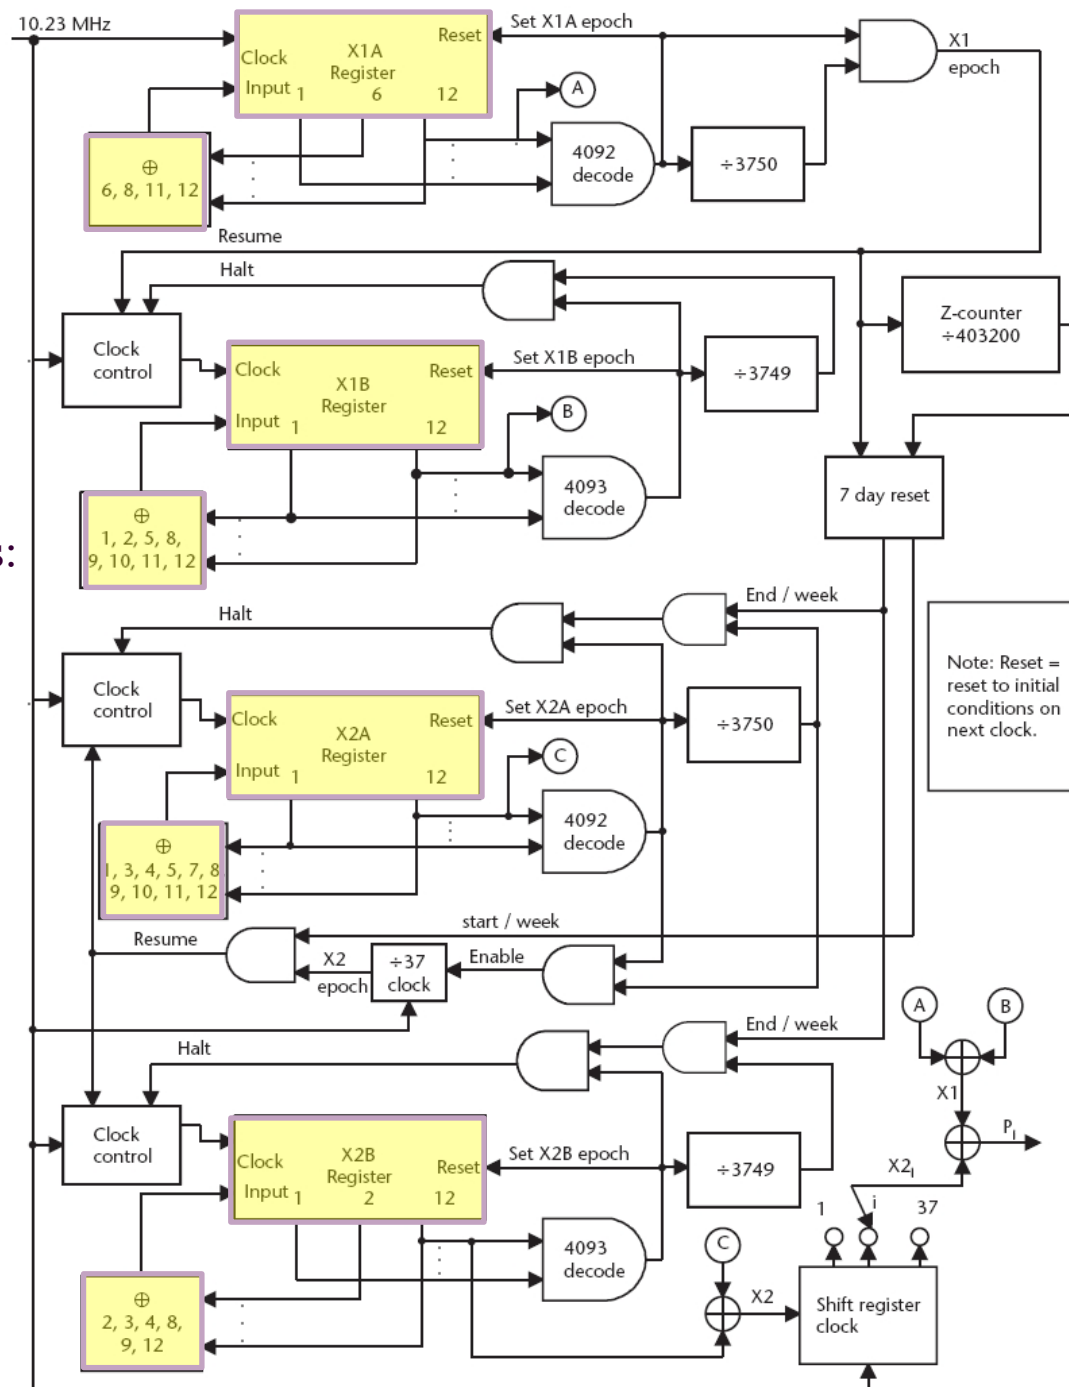 10.23 MHz
Clock
Input
X1A
Register
Reset
1
6
12
Set X1A epoch
A
4092
decode
÷3750
X1
epoch
⊕
6, 8, 11, 12
Resume
Halt
Clock
control
Clock
Input
X1B
Register
Reset
1
12
Set X1B epoch
B
4093
decode
÷3749
Z-counter
÷403200
7 day reset
⊕
1, 2, 5, 8,
9, 10, 11, 12
s:
Halt
End / week
Clock
control
Clock
Input
X2A
Register
Reset
1
12
Set X2A epoch
C
4092
decode
÷3750
Note: Reset =
reset to initial
conditions on
next clock.
⊕
1, 3, 4, 5, 7, 8
9, 10, 11, 12
start / week
Resume
X2
epoch
÷37
clock
Enable
Halt
End / week
Clock
control
Clock
Input
X2B
Register
Reset
1
2
12
Set X2B epoch
4093
decode
÷3749
⊕
2, 3, 4, 8,
9, 12
C
X2
A
B
X1
P_i
X2_i
1
i
37
Shift register
clock